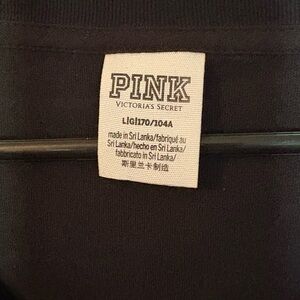 PINK
VICTORIA'S SECRET
L|G|170/104A
made in Sri Lanka/fabriqué au
Sri Lanka/hecho en Sri Lanka/
fabbricato in Sri Lanka/
斯里兰卡制造